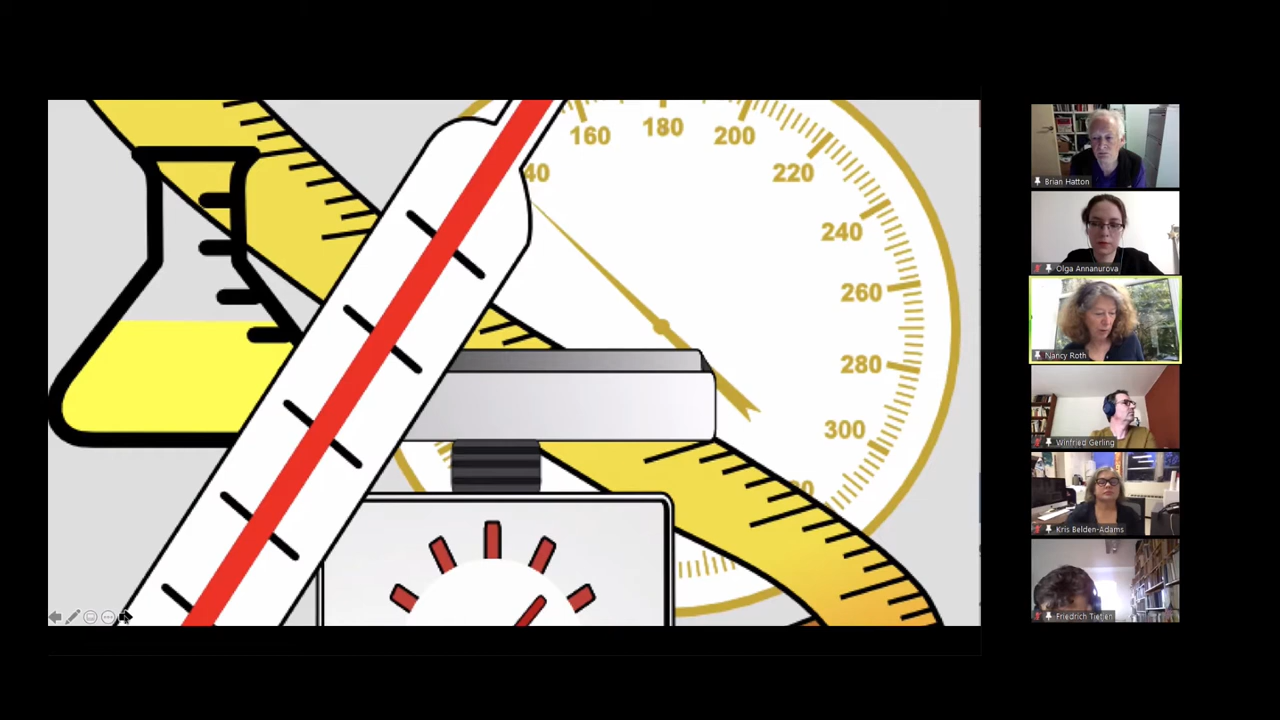 160
180
200
40
220
240
260
280
300
Brian Hatton
Olga Annanurova
Nancy Roth
Winfried Gerling
Kris Belden-Adams
Friedrich Tietjen